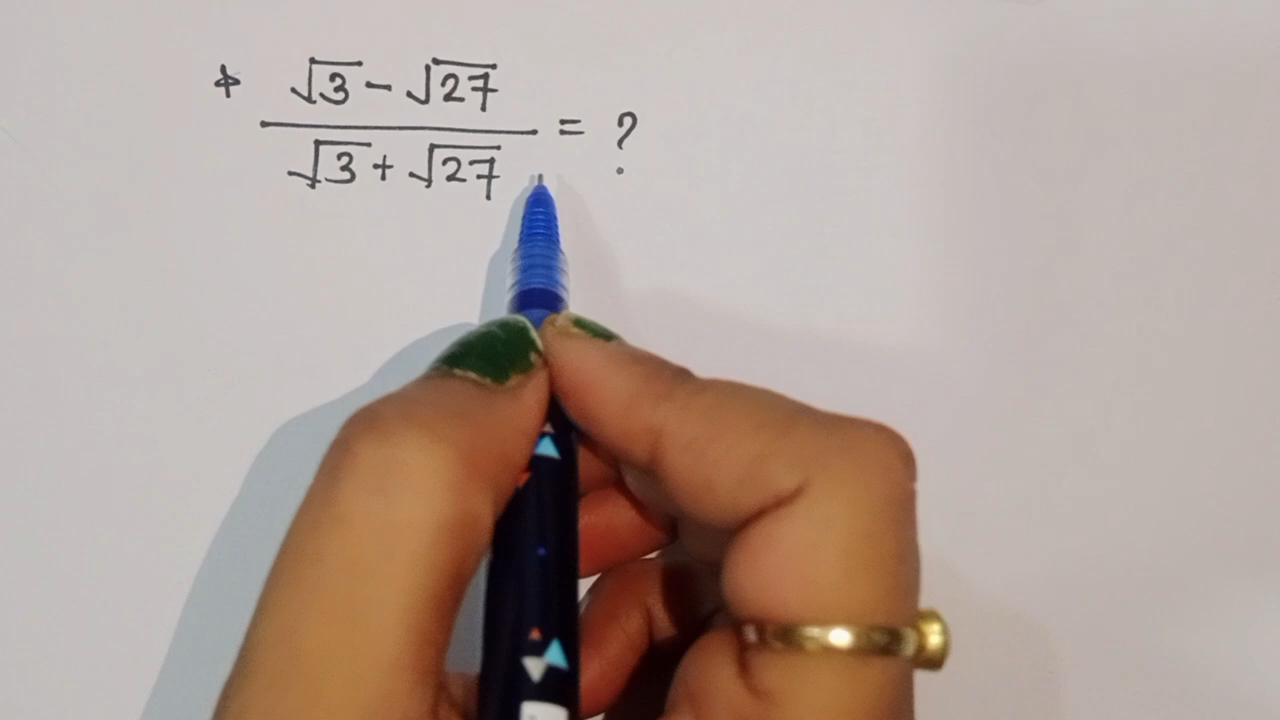 * √3 - √27
= ?
√3 + √27